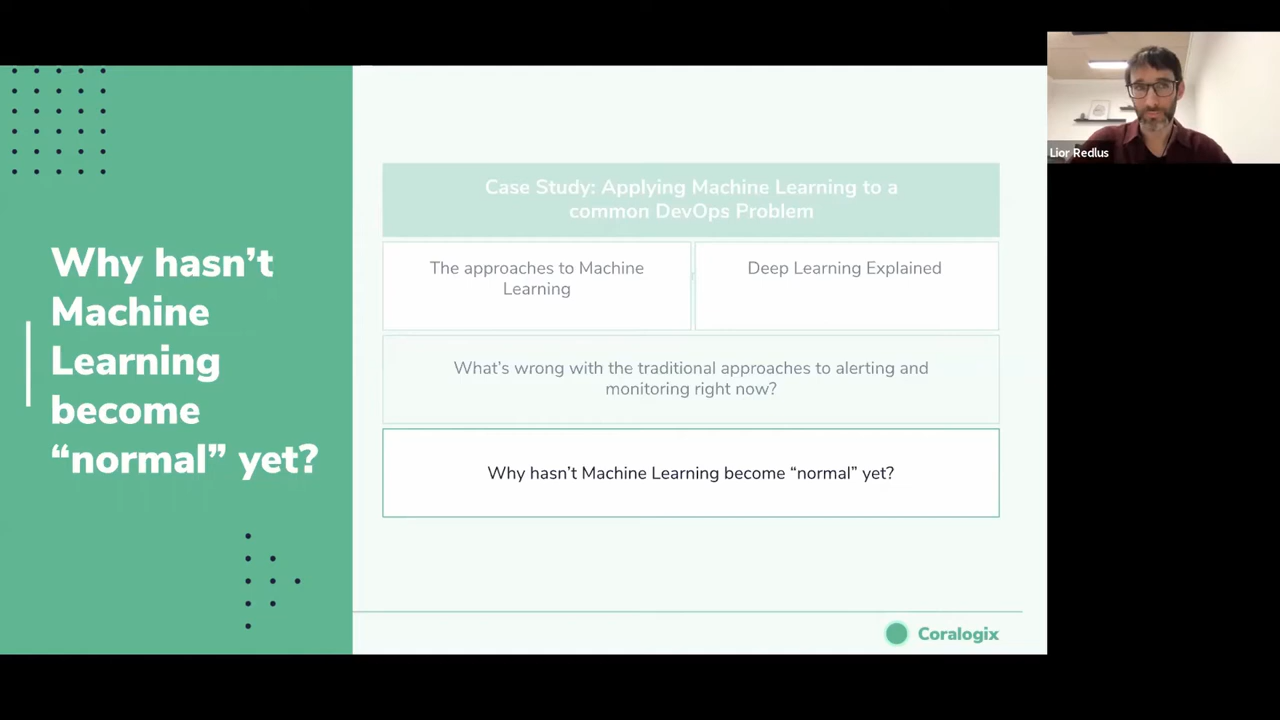 Why hasn’t
Machine
Learning
become
“normal” yet?
Case Study: Applying Machine Learning to a
common DevOps Problem
The approaches to Machine
Learning
Deep Learning Explained
What’s wrong with the traditional approaches to alerting and
monitoring right now?
Why hasn’t Machine Learning become “normal” yet?
Coralogix
Lior Redlus